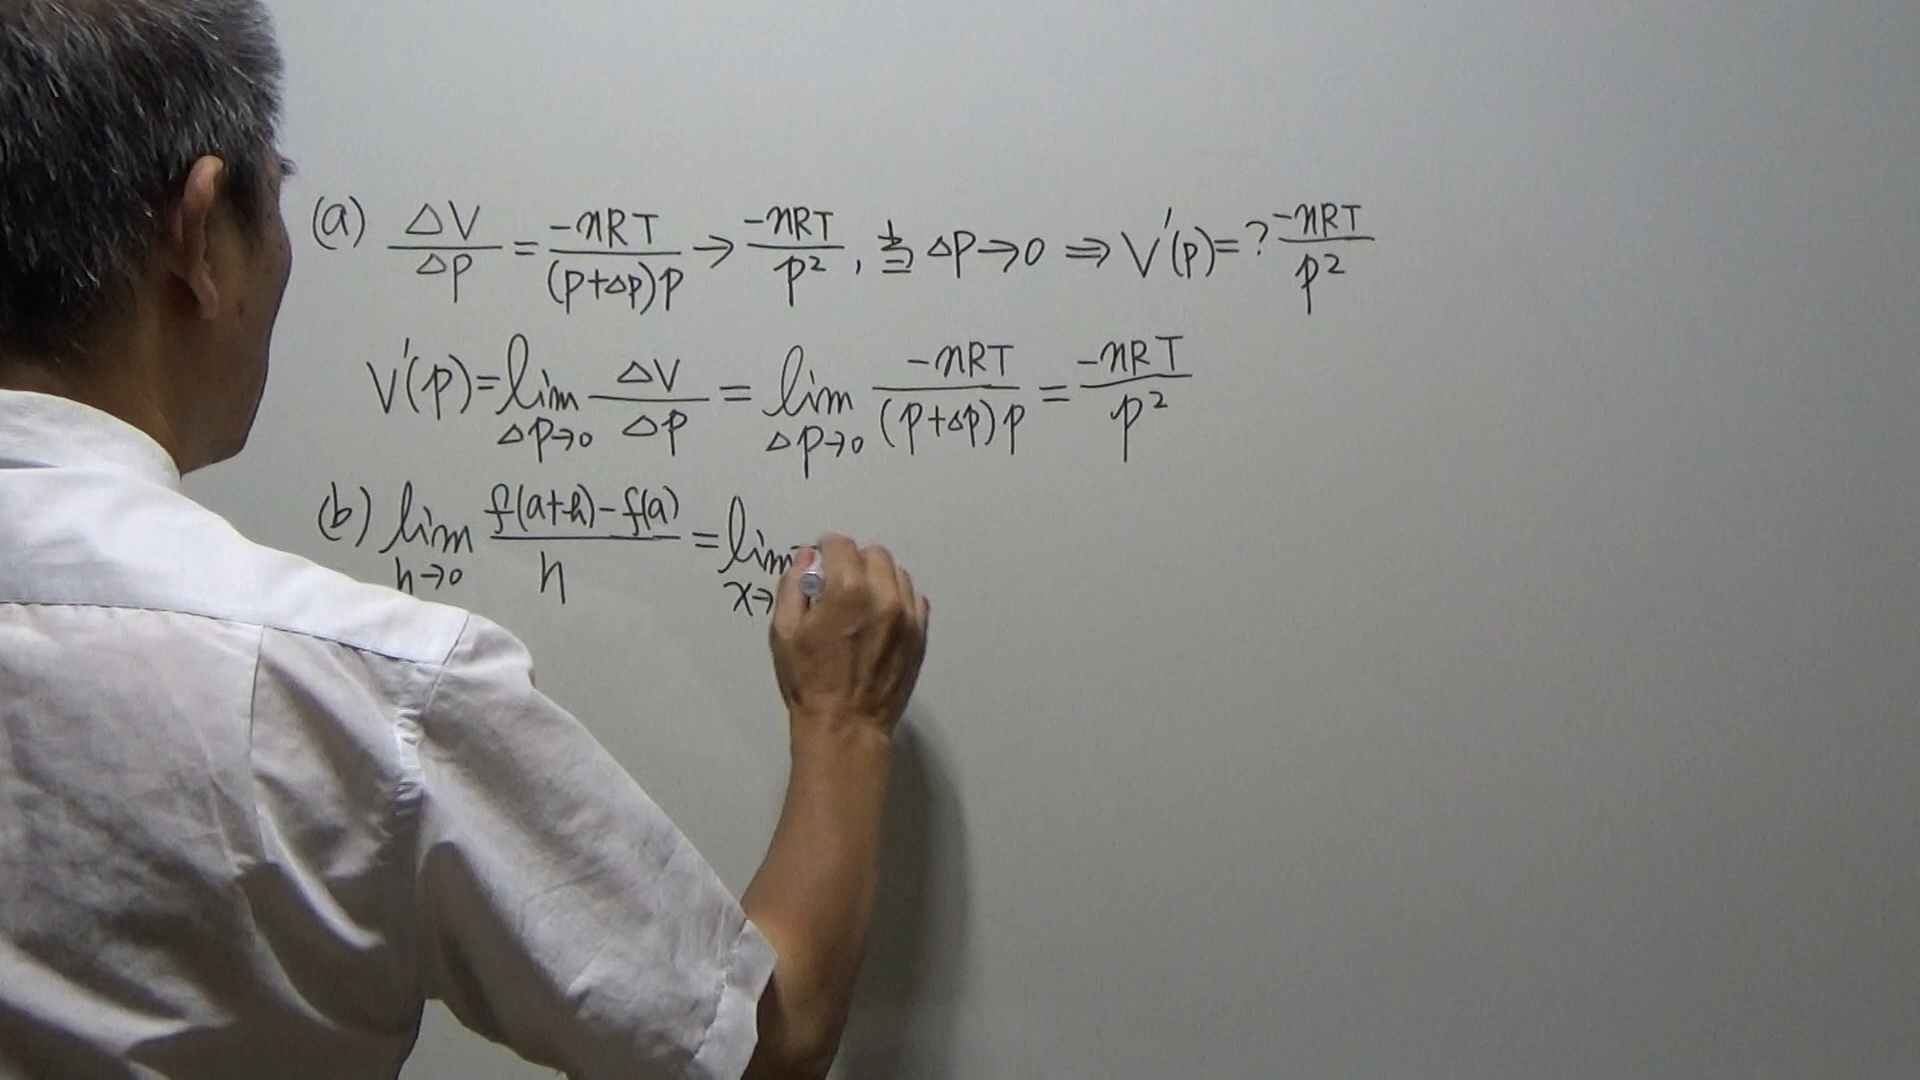 (a) ΔV/Δp = -nRT/((p+Δp)p) → -nRT/p², 当 Δp→0 ⇒ V'(p)=? -nRT/p²
V'(p)=lim_{Δp→0} ΔV/Δp = lim_{Δp→0} -nRT/((p+Δp)p) = -nRT/p²
(b) lim_{h→0} (f(a+h)-f(a))/h = lim_{x→